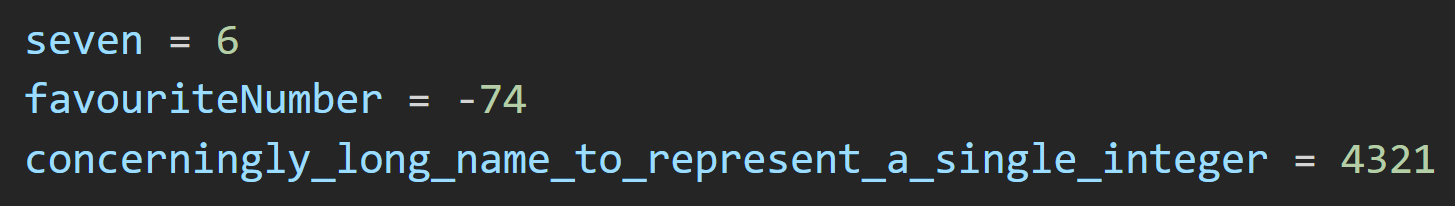 seven = 6
favouriteNumber = -74
concerningly_long_name_to_represent_a_single_integer = 4321